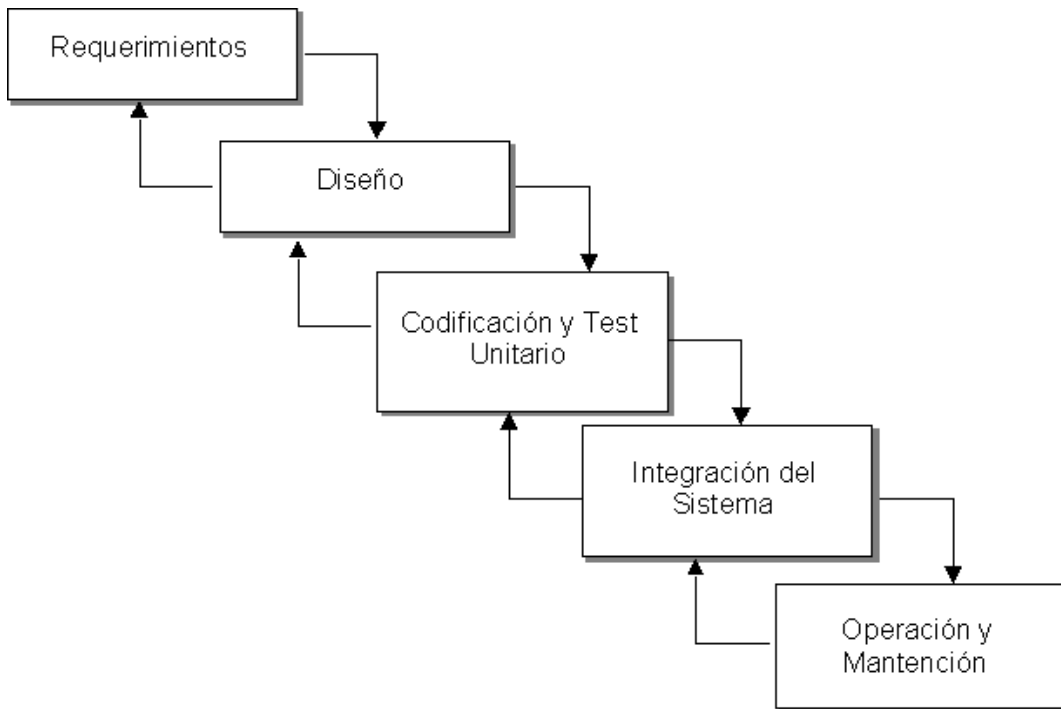 Requerimientos
Diseño
Codificación y Test
Unitario
Integración del
Sistema
Operación y
Mantención